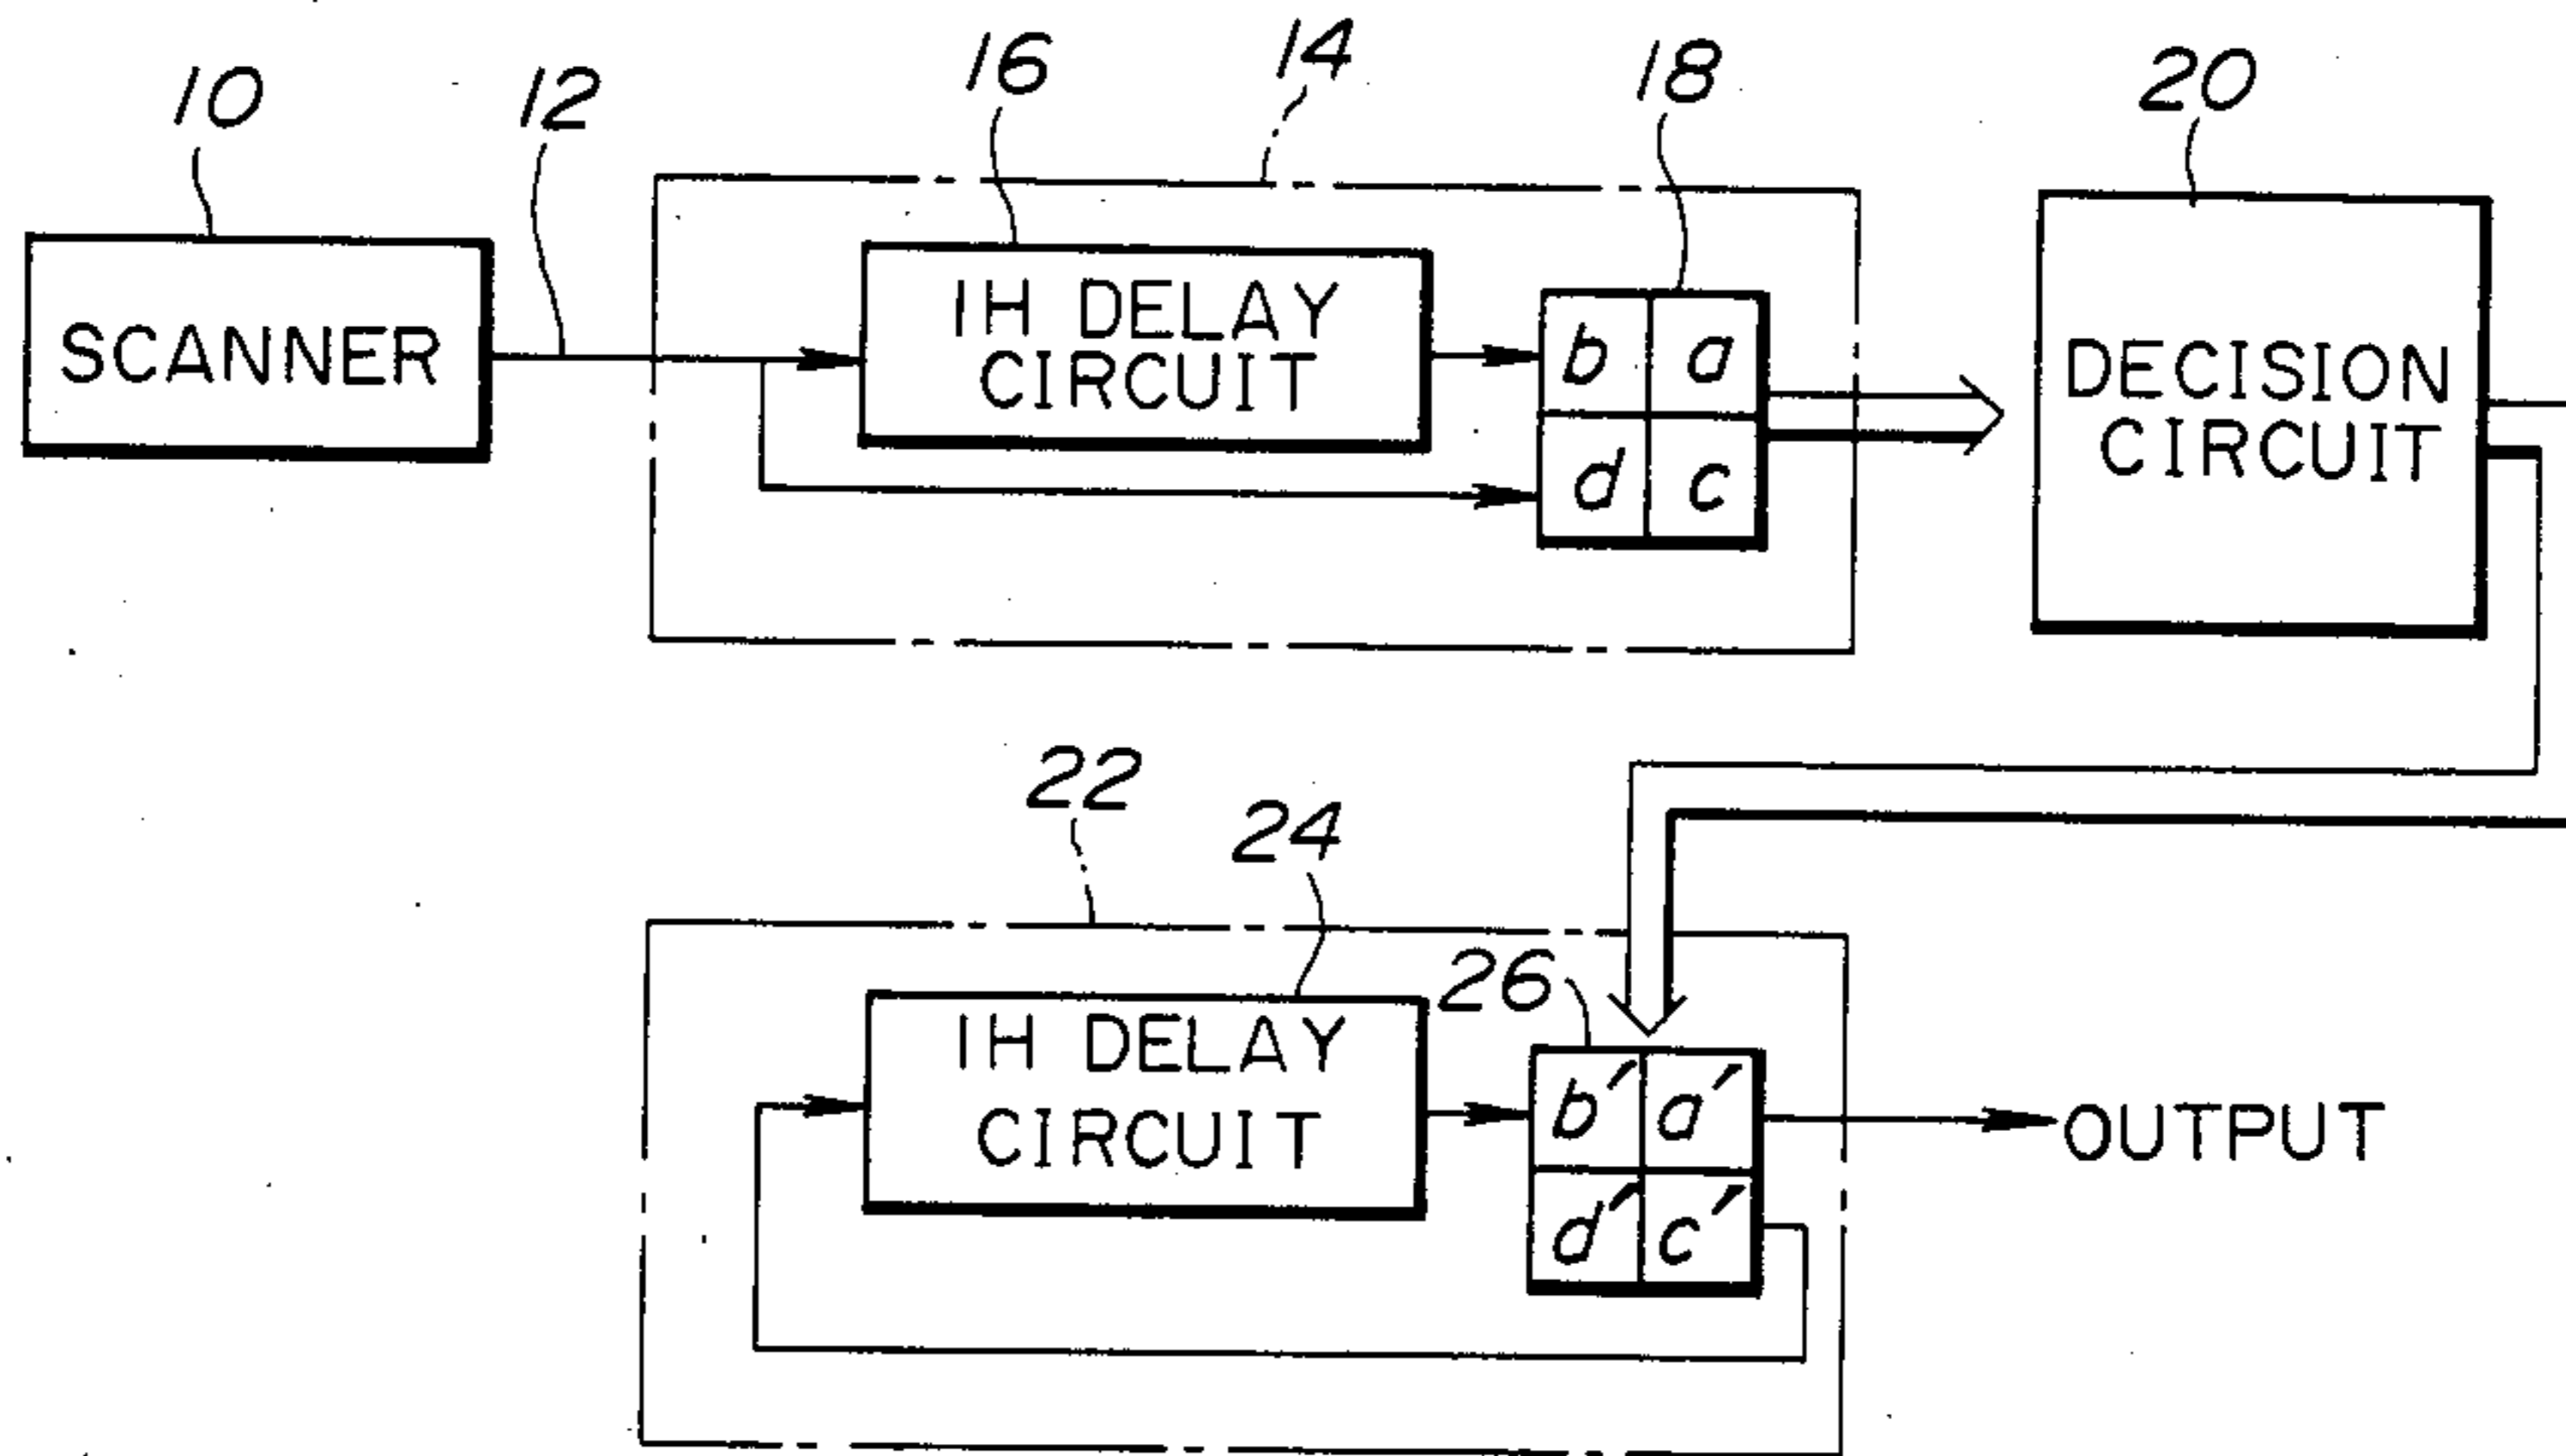 10
12
16
14
18
20
SCANNER
1H DELAY
CIRCUIT
b a
d c
DECISION
CIRCUIT
22
24
26
1H DELAY
CIRCUIT
b' a'
d' c'
OUTPUT